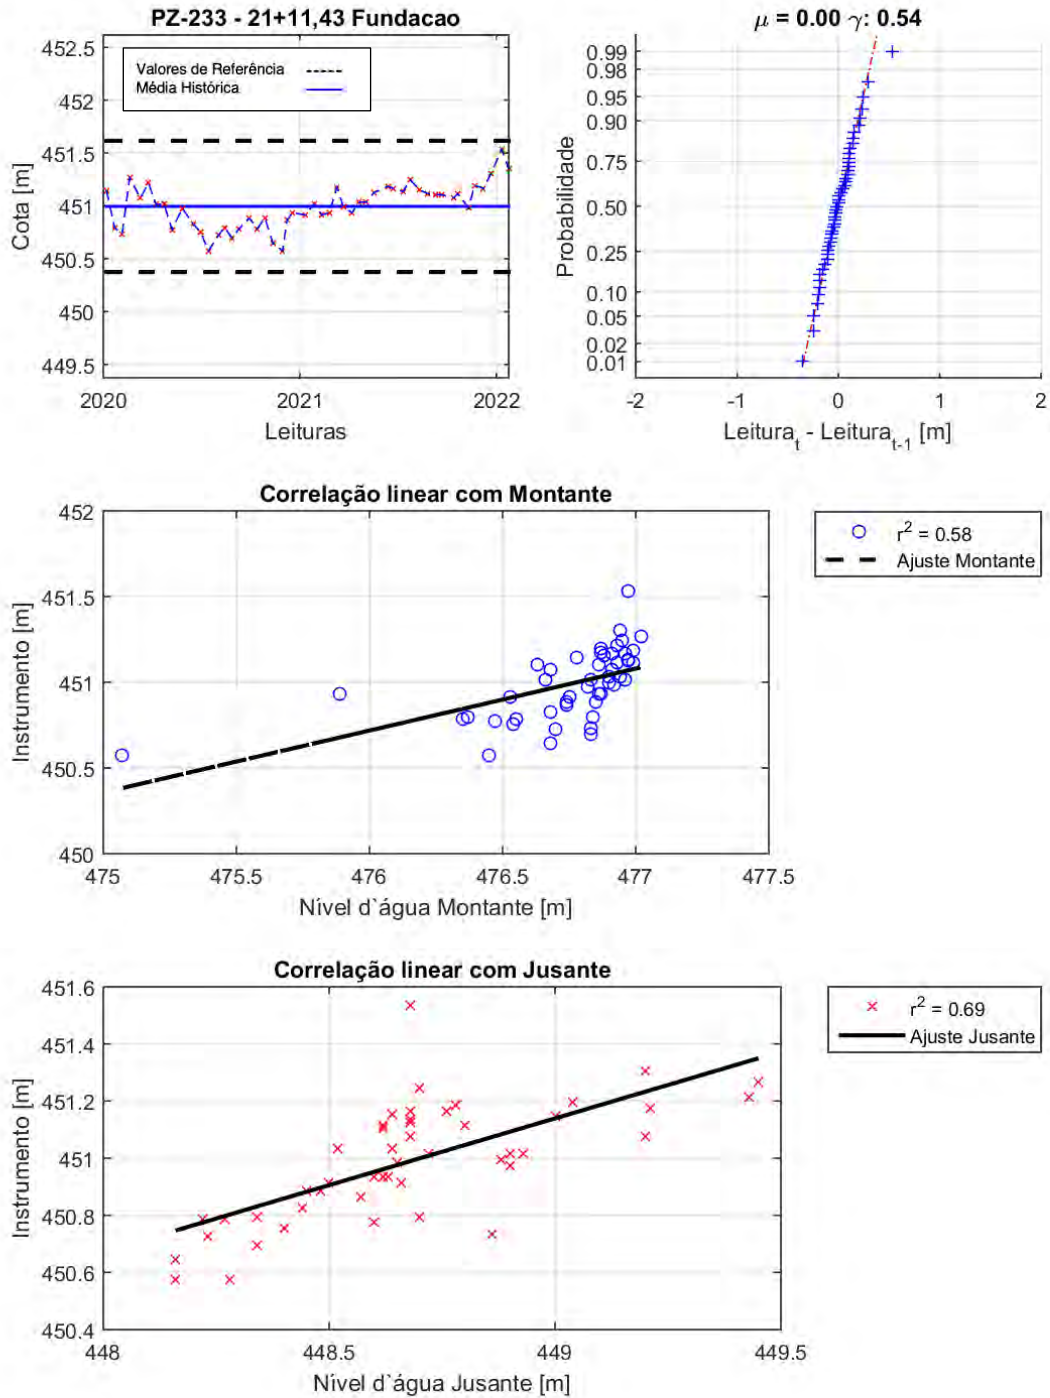 PZ-233 - 21+11,43 Fundacao
452.5
452
451.5
451
450.5
450
449.5
Cota [m]
Valores de Referência
Média Histórica
2020
2021
2022
Leituras
μ = 0.00 γ: 0.54
0.99
0.98
0.95
0.90
0.75
0.50
0.25
0.10
0.05
0.02
0.01
Probabilidade
-2
-1
0
1
2
Leitura_t - Leitura_t-1 [m]
Correlação linear com Montante
452
451.5
451
450.5
450
Instrumento [m]
475
475.5
476
476.5
477
477.5
Nível d`água Montante [m]
r² = 0.58
Ajuste Montante
Correlação linear com Jusante
451.6
451.4
451.2
451
450.8
450.6
450.4
Instrumento [m]
448
448.5
449
449.5
Nível d`água Jusante [m]
r² = 0.69
Ajuste Jusante